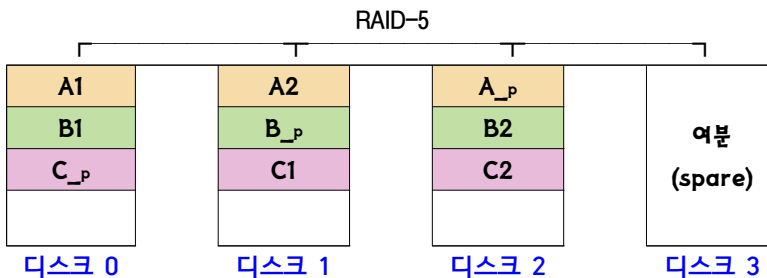 RAID-5
A1 A2 A_p
B1 B_p B2 여분
C_p C1 C2 (spare)
디스크 0 디스크 1 디스크 2 디스크 3